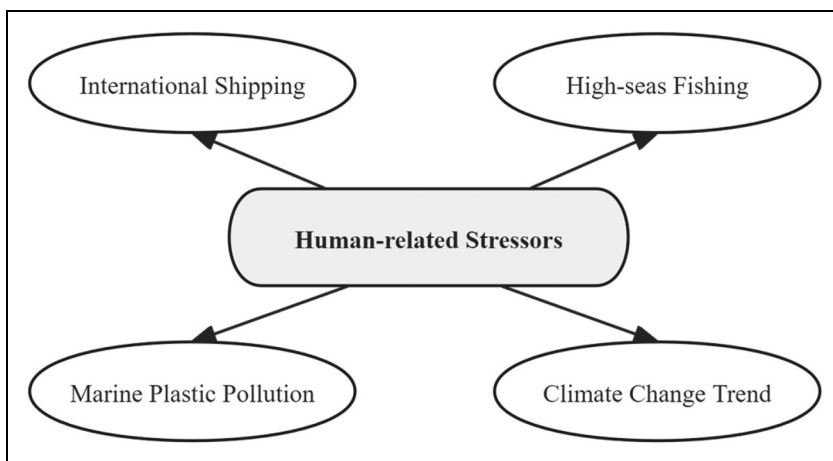 International Shipping
High-seas Fishing
Human-related Stressors
Marine Plastic Pollution
Climate Change Trend